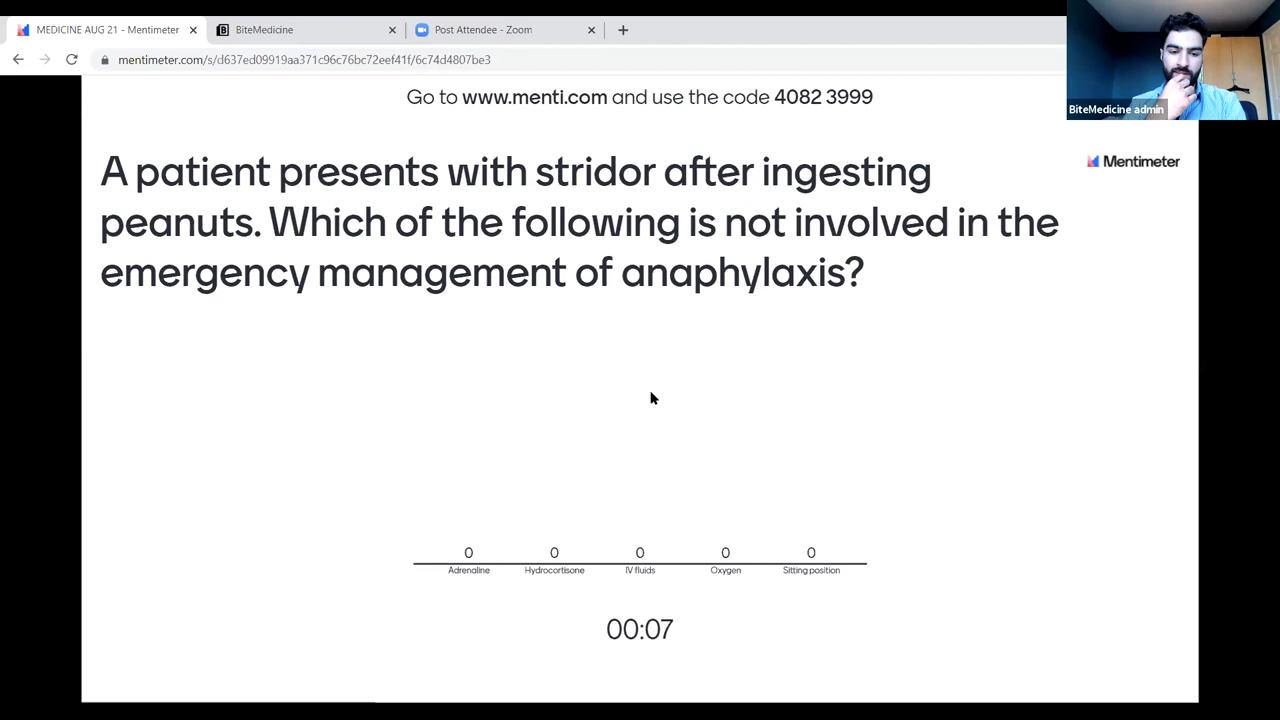 MEDICINE AUG 21 - Mentimeter
BiteMedicine
Post Attendee - Zoom
mentimeter.com/s/d637ed09919aa371c96c76bc72eef41f/6c74d4807be3
BiteMedicine admin
Go to www.menti.com and use the code 4082 3999
Mentimeter
A patient presents with stridor after ingesting
peanuts. Which of the following is not involved in the
emergency management of anaphylaxis?
0 0 0 0 0
Adrenaline Hydrocortisone IV fluids Oxygen Sitting position
00:07